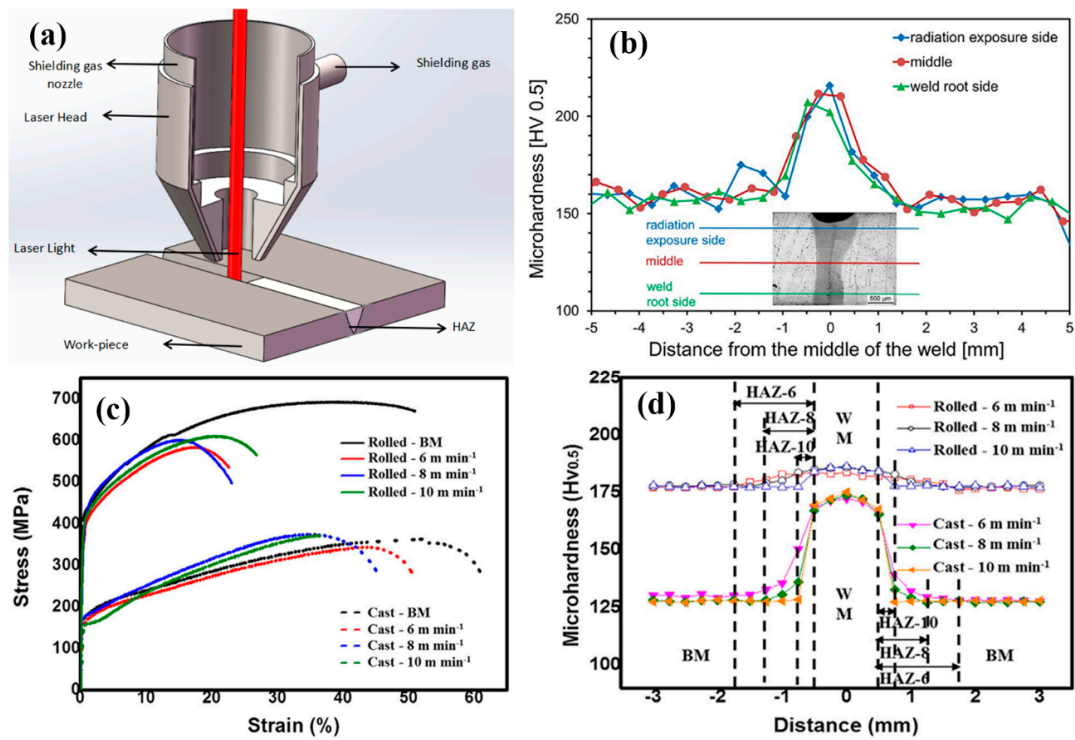 (a)
Shielding gas
nozzle
Shielding gas
Laser Head
Laser Light
HAZ
Work-piece
(b)
radiation exposure side
middle
weld root side
Microhardness [HV 0.5]
250
200
150
100
radiation
exposure side
middle
weld
root side
500 µm
-5 -4 -3 -2 -1 0 1 2 3 4 5
Distance from the middle of the weld [mm]
(c)
Stress (MPa)
700
600
500
400
300
200
100
0
Rolled - BM
Rolled - 6 m min-1
Rolled - 8 m min-1
Rolled - 10 m min-1
Cast - BM
Cast - 6 m min-1
Cast - 8 m min-1
Cast - 10 m min-1
0 10 20 30 40 50 60
Strain (%)
(d)
Microhardness (Hv0.5)
225
200
175
150
125
100
HAZ-6
HAZ-8
HAZ-10
W
M
Rolled - 6 m min-1
Rolled - 8 m min-1
Rolled - 10 m min-1
Cast - 6 m min-1
Cast - 8 m min-1
Cast - 10 m min-1
W
M
HAZ-10
HAZ-8
HAZ-6
BM
BM
-3 -2 -1 0 1 2 3
Distance (mm)